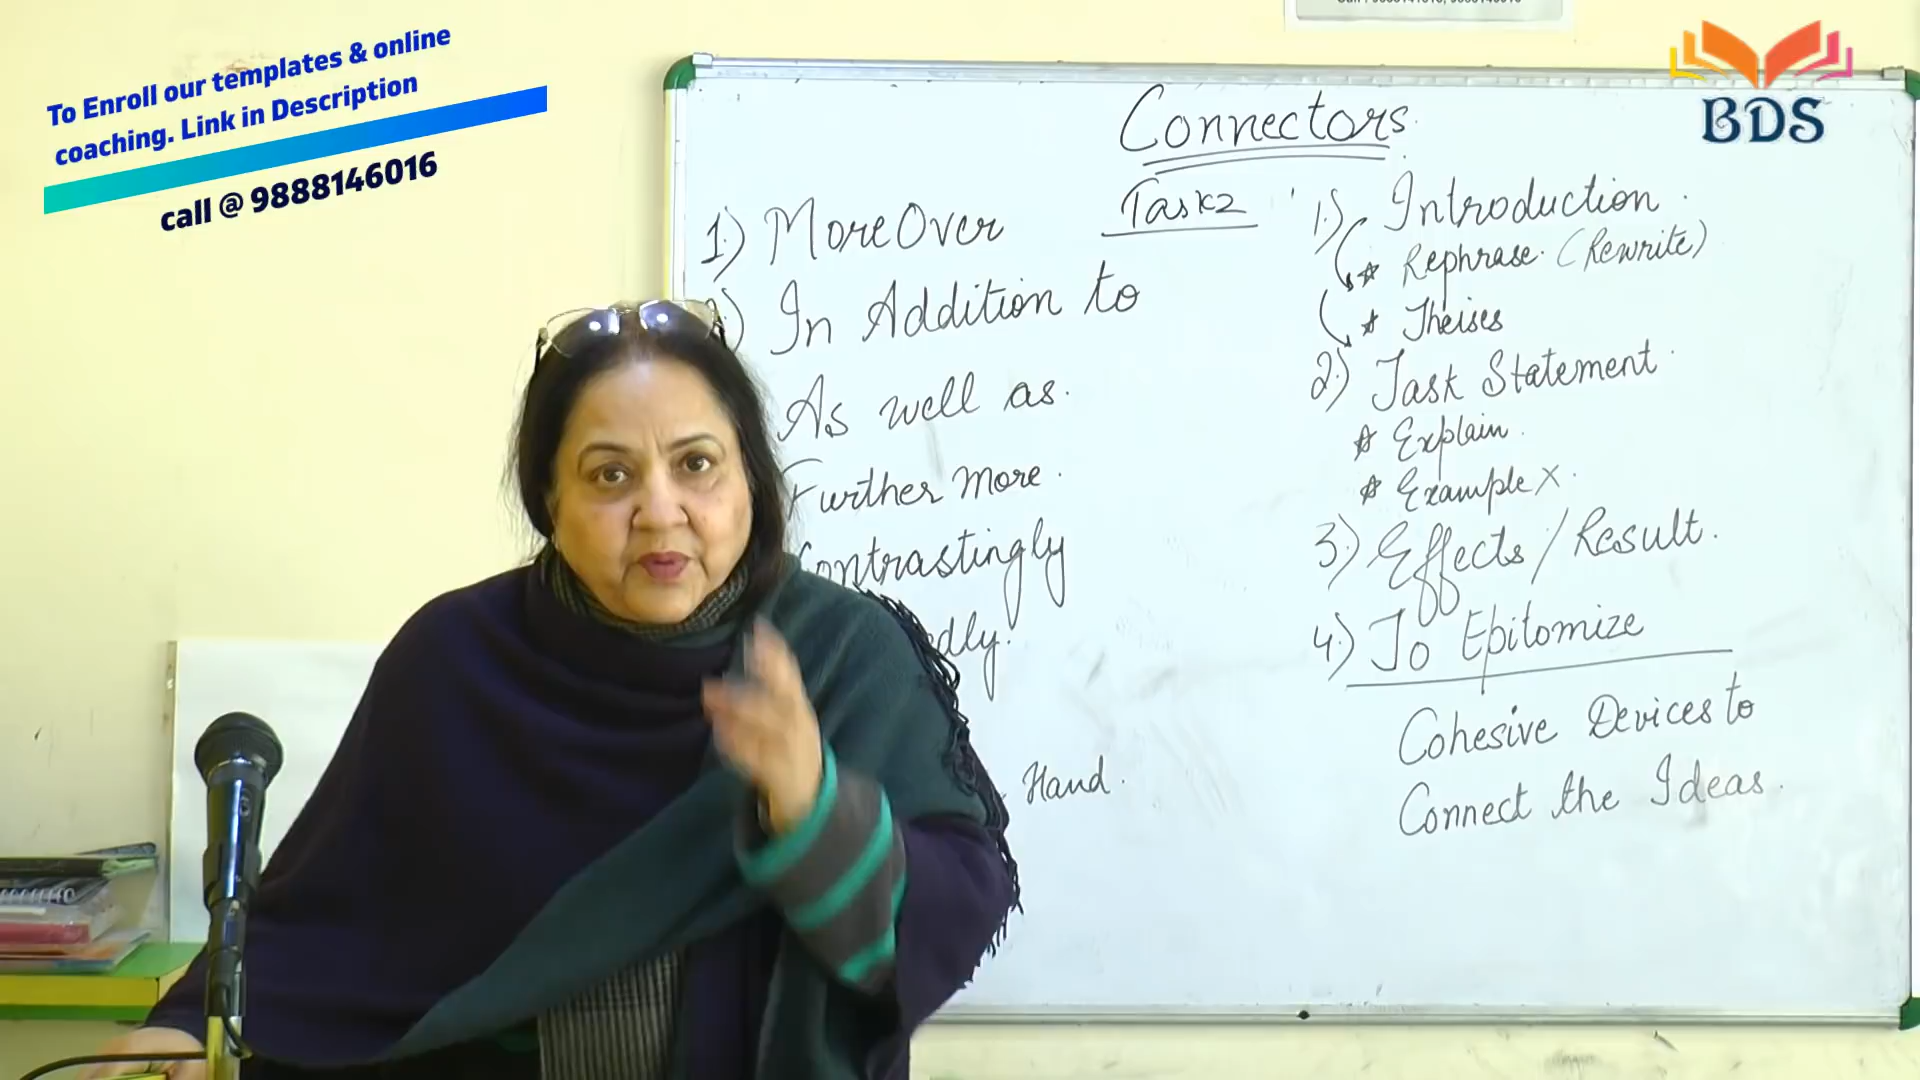 To Enroll our templates & online
coaching. Link in Description
call @ 9888146016
BDS
Connectors.
Task2
1) MoreOver
In Addition to
As well as.
Further more.
Contrastingly
Hand.
1) Introduction.
* Rephrase. (Rewrite)
* Theises
2) Task Statement.
* Explain.
* Example X.
3) Effects / Result.
4) To Epitomize
Cohesive Devices to
Connect the Ideas.